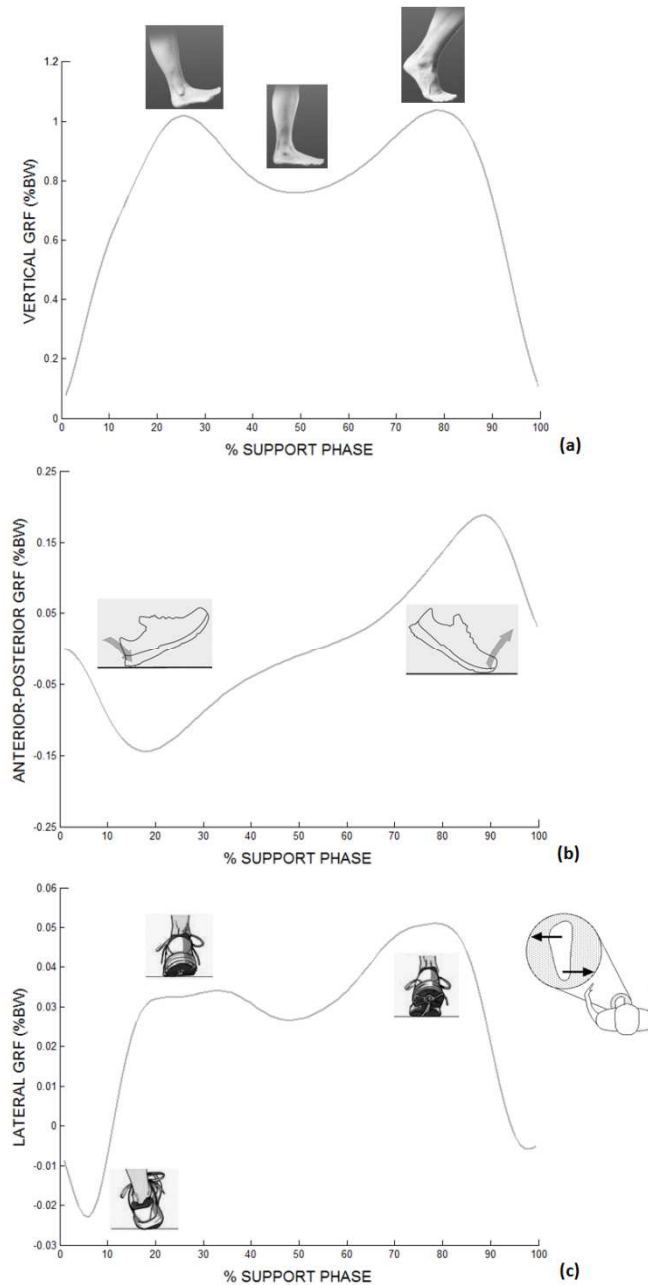 1.2
1
0.8
0.6
0.4
0.2
0
VERTICAL GRF (%BW)
0 10 20 30 40 50 60 70 80 90 100
% SUPPORT PHASE
(a)
0.25
0.15
0.05
-0.05
-0.15
-0.25
ANTERIOR-POSTERIOR GRF (%BW)
0 10 20 30 40 50 60 70 80 90 100
% SUPPORT PHASE
(b)
0.06
0.05
0.04
0.03
0.02
0
-0.01
-0.02
-0.03
LATERAL GRF (%BW)
0 10 20 30 40 50 60 70 80 90 100
% SUPPORT PHASE
(c)